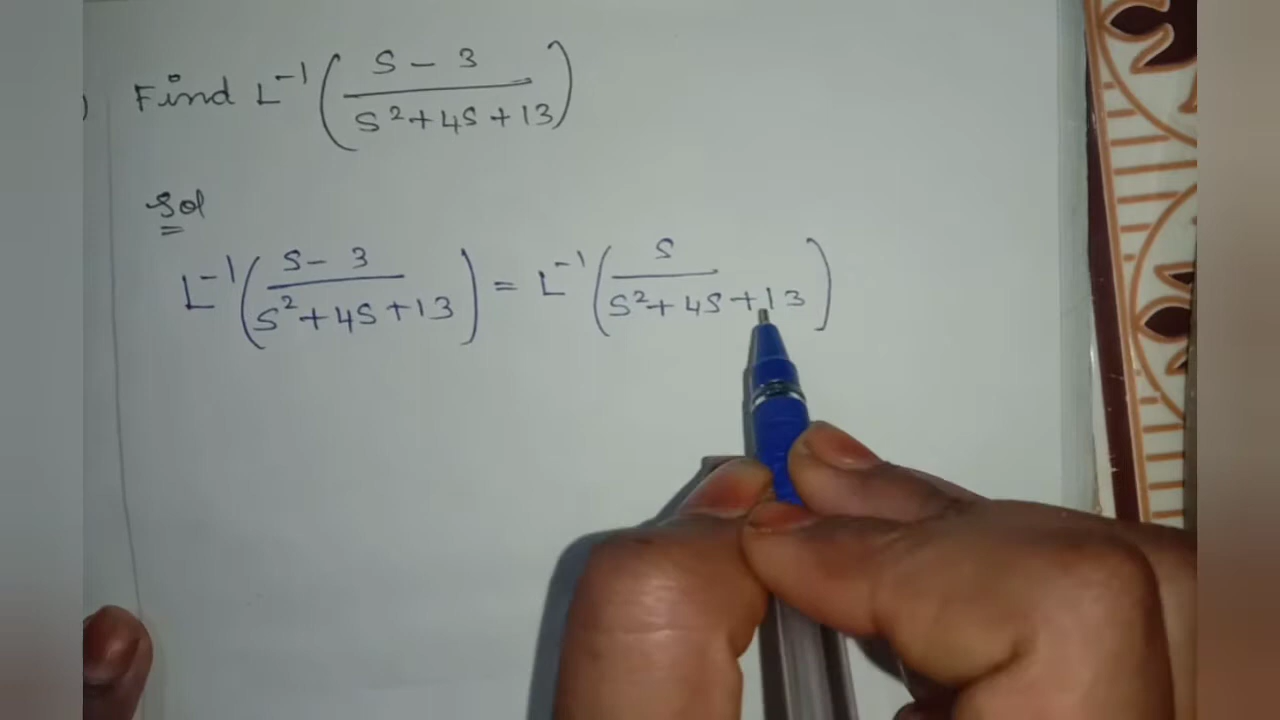 ) Find L⁻¹( (S - 3) / (S² + 4S + 13) )
Sol
L⁻¹( (S - 3) / (S² + 4S + 13) ) = L⁻¹( S / (S² + 4S + 13) )